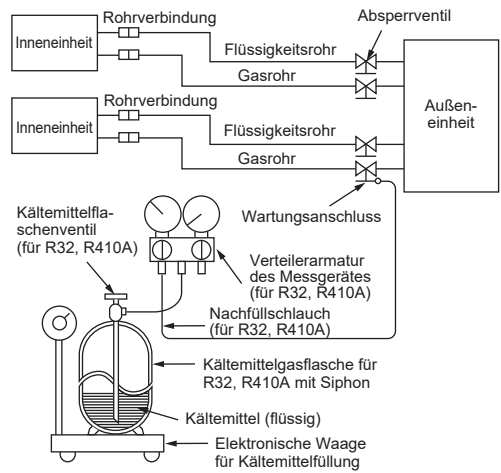 Rohrverbindung
Absperrventil
Inneneinheit
Flüssigkeitsrohr
Gasrohr
Außen-
einheit
Rohrverbindung
Inneneinheit
Flüssigkeitsrohr
Gasrohr
Wartungsanschluss
Kältemittelfla-
schenventil
(für R32, R410A)
Verteilerarmatur
des Messgerätes
(für R32, R410A)
Nachfüllschlauch
(für R32, R410A)
Kältemittelgasflasche für
R32, R410A mit Siphon
Kältemittel (flüssig)
Elektronische Waage
für Kältemittelfüllung